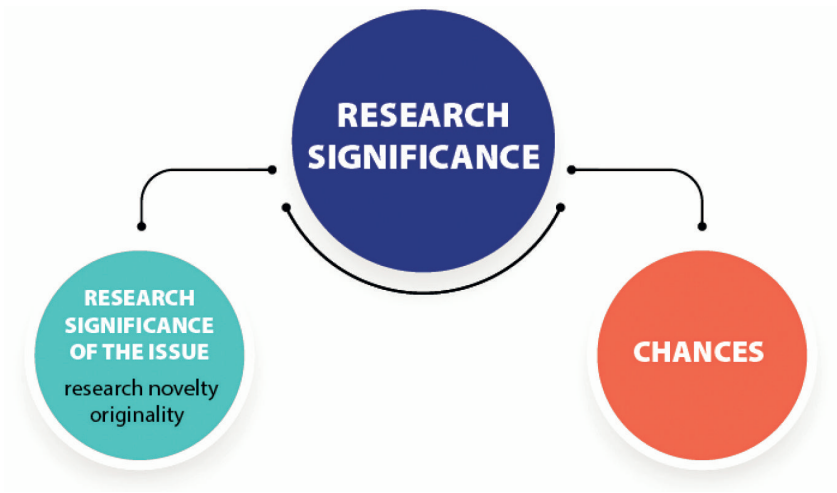 RESEARCH
SIGNIFICANCE
RESEARCH
SIGNIFICANCE
OF THE ISSUE
research novelty
originality
CHANCES